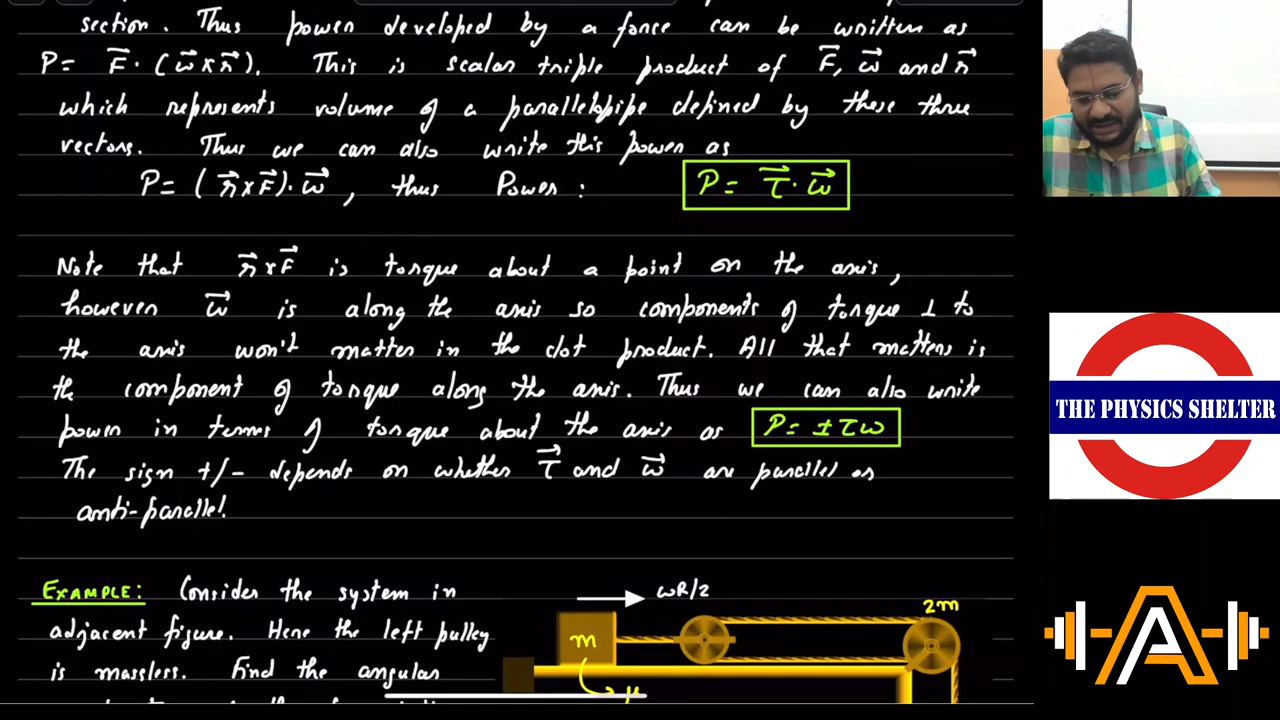 section. Thus power developed by a force can be written as
P = F⃗ · (ω⃗ × r⃗). This is scalar triple product of F⃗, ω⃗ and r⃗
which represents volume of a parallelopipe defined by these three
vectors. Thus we can also write this power as
P = (r⃗ × F⃗) · ω⃗, thus Power: P = τ⃗ · ω⃗
Note that r⃗ × F⃗ is torque about a point on the axis,
however ω⃗ is along the axis so components of torque ⊥ to
the axis won't matter in the dot product. All that matters is
the component of torque along the axis. Thus we can also write
power in terms of torque about the axis as P = ± τω
The sign +/- depends on whether τ⃗ and ω⃗ are parallel or
anti-parallel.
EXAMPLE: Consider the system in
adjacent figure. Here the left pulley
is massless. Find the angular
ωR/2
2m
m
μ
THE PHYSICS SHELTER
A